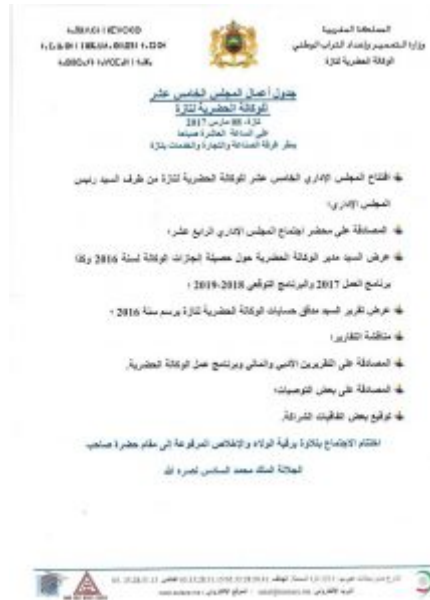 المملكة المغربية
وزارة التعمير وإعداد التراب الوطني
الوكالة الحضرية لتازة
جدول أعمال المجلس الخامس عشر
للوكالة الحضرية لتازة
تازة، 08 مارس 2017
على الساعة العاشرة صباحا
بمقر غرفة الصناعة والتجارة والخدمات بتازة
افتتاح المجلس الإداري الخامس عشر للوكالة الحضرية لتازة من طرف السيد رئيس
المجلس الإداري؛
المصادقة على محضر اجتماع المجلس الإداري الرابع عشر؛
عرض السيد مدير الوكالة الحضرية حول حصيلة إنجازات الوكالة لسنة 2016 وكذا
برنامج العمل 2017 والبرنامج التوقعي 2018-2019 ؛
عرض تقرير السيد مدقق حسابات الوكالة الحضرية لتازة برسم سنة 2016 ؛
مناقشة التقارير؛
المصادقة على التقريرين الأدبي والمالي وبرنامج عمل الوكالة الحضرية.
المصادقة على بعض التوصيات؛
توقيع بعض اتفاقيات الشراكة.
اختتام الاجتماع بتلاوة برقية الولاء والإخلاص المرفوعة إلى مقام حضرة صاحب
الجلالة الملك محمد السادس نصره الله